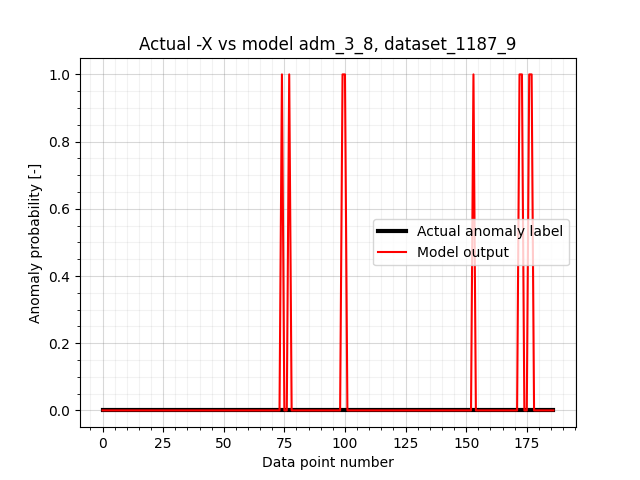 Actual -X vs model adm_3_8, dataset_1187_9
Anomaly probability [-]
1.0
0.8
0.6
0.4
0.2
0.0
Actual anomaly label
Model output
0 25 50 75 100 125 150 175
Data point number